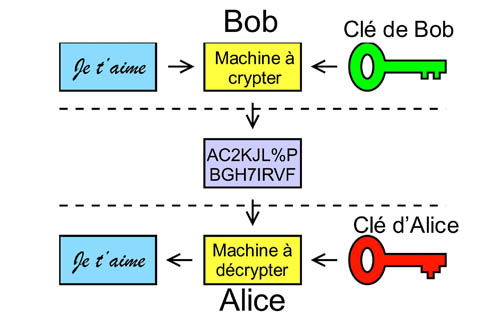 Bob
Clé de Bob
Je t'aime
Machine à
crypter
AC2KJL%P
BGH7IRVF
Clé d'Alice
Je t'aime
Machine à
décrypter
Alice